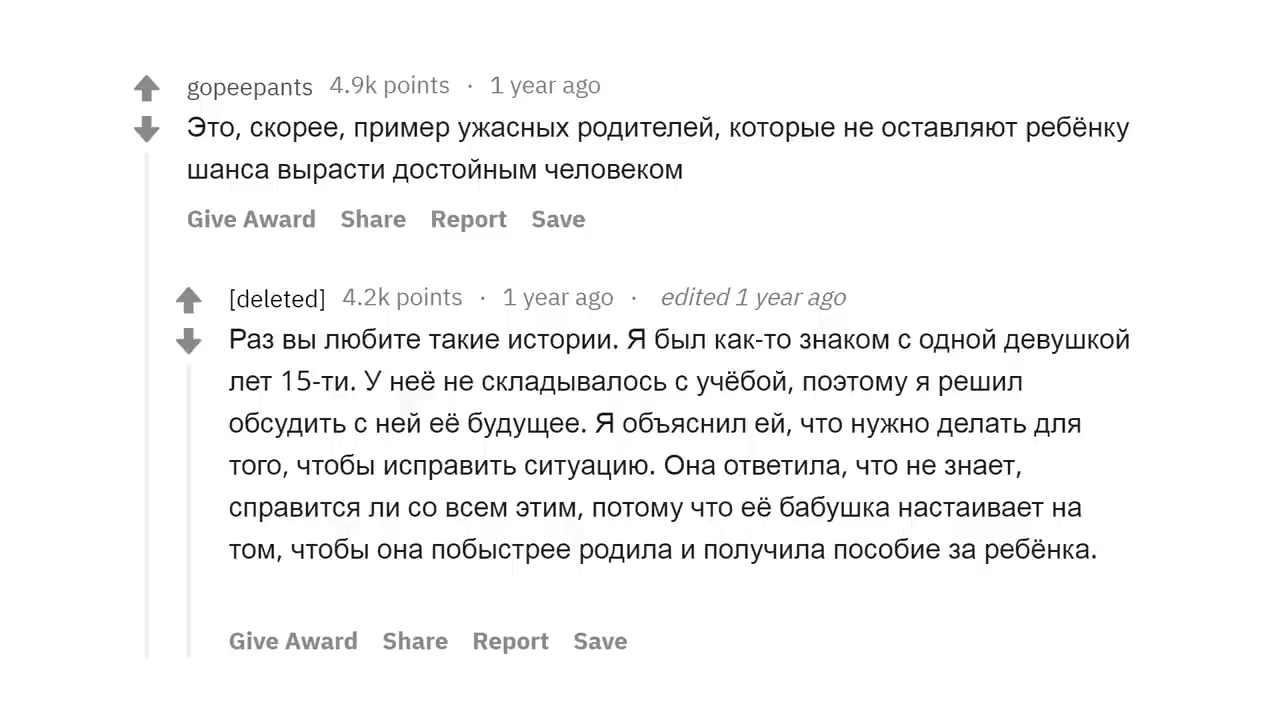 gopeepants 4.9k points · 1 year ago
Это, скорее, пример ужасных родителей, которые не оставляют ребёнку
шанса вырасти достойным человеком
Give Award Share Report Save
[deleted] 4.2k points · 1 year ago · edited 1 year ago
Раз вы любите такие истории. Я был как-то знаком с одной девушкой
лет 15-ти. У неё не складывалось с учёбой, поэтому я решил
обсудить с ней её будущее. Я объяснил ей, что нужно делать для
того, чтобы исправить ситуацию. Она ответила, что не знает,
справится ли со всем этим, потому что её бабушка настаивает на
том, чтобы она побыстрее родила и получила пособие за ребёнка.
Give Award Share Report Save